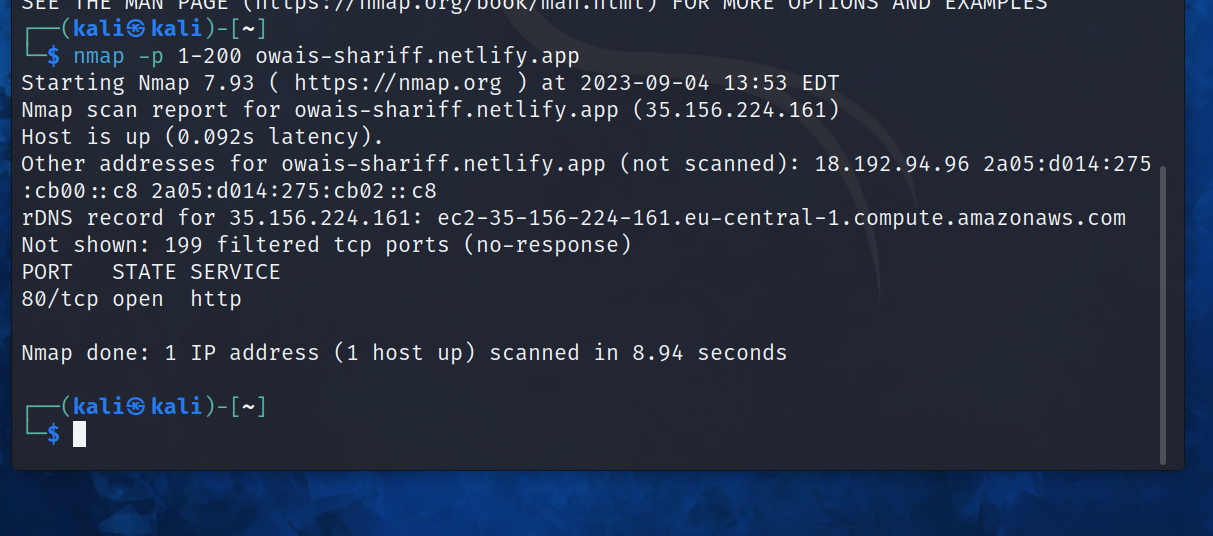 SEE THE MAN PAGE (https://nmap.org/book/man.html) FOR MORE OPTIONS AND EXAMPLES
┌──(kali㉿kali)-[~]
└─$ nmap -p 1-200 owais-shariff.netlify.app
Starting Nmap 7.93 ( https://nmap.org ) at 2023-09-04 13:53 EDT
Nmap scan report for owais-shariff.netlify.app (35.156.224.161)
Host is up (0.092s latency).
Other addresses for owais-shariff.netlify.app (not scanned): 18.192.94.96 2a05:d014:275
:cb00::c8 2a05:d014:275:cb02::c8
rDNS record for 35.156.224.161: ec2-35-156-224-161.eu-central-1.compute.amazonaws.com
Not shown: 199 filtered tcp ports (no-response)
PORT   STATE SERVICE
80/tcp open  http
Nmap done: 1 IP address (1 host up) scanned in 8.94 seconds
┌──(kali㉿kali)-[~]
└─$